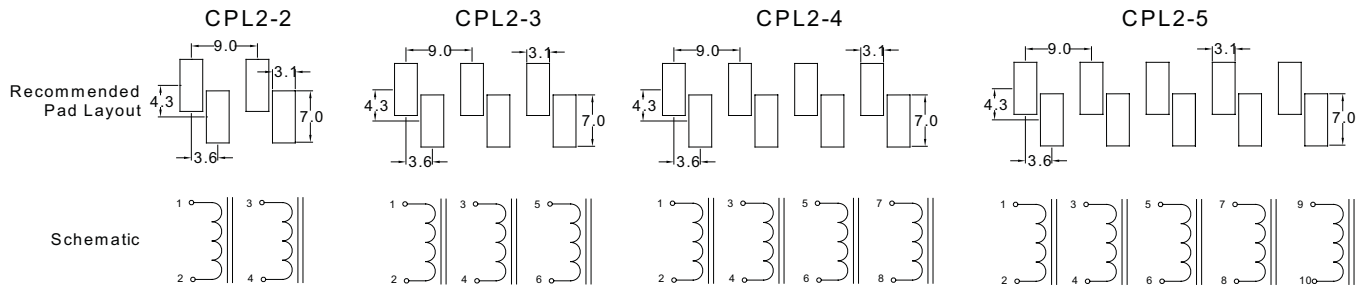 CPL2-2 CPL2-3 CPL2-4 CPL2-5
9.0 9.0 3.1 9.0 3.1 9.0 3.1
3.1
Recommended
Pad Layout
4.3 7.0 4.3 7.0 4.3 7.0 4.3 7.0
3.6 3.6 3.6 3.6
1 3 1 3 5 1 3 5 7 1 3 5 7 9
Schematic
2 4 2 4 6 2 4 6 8 2 4 6 8 10